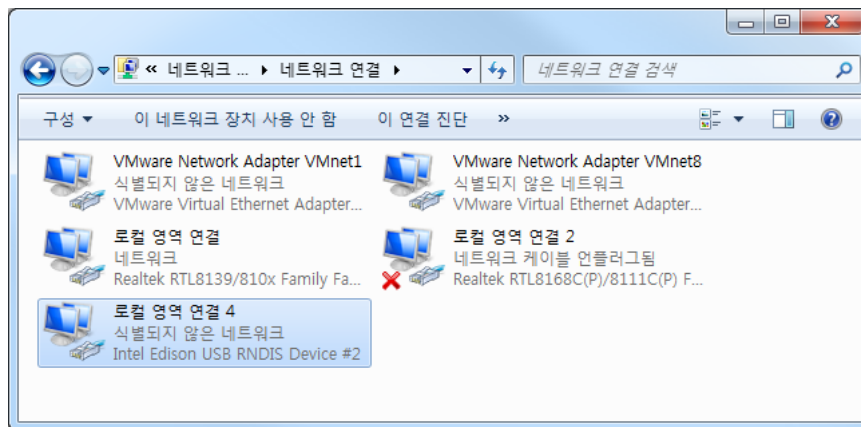 « 네트워크 ... ▸ 네트워크 연결 ▸
네트워크 연결 검색
구성 ▼ 이 네트워크 장치 사용 안 함 이 연결 진단 »
VMware Network Adapter VMnet1
식별되지 않은 네트워크
VMware Virtual Ethernet Adapter...
VMware Network Adapter VMnet8
식별되지 않은 네트워크
VMware Virtual Ethernet Adapter...
로컬 영역 연결
네트워크
Realtek RTL8139/810x Family Fa...
로컬 영역 연결 2
네트워크 케이블 언플러그됨
Realtek RTL8168C(P)/8111C(P) F...
로컬 영역 연결 4
식별되지 않은 네트워크
Intel Edison USB RNDIS Device #2